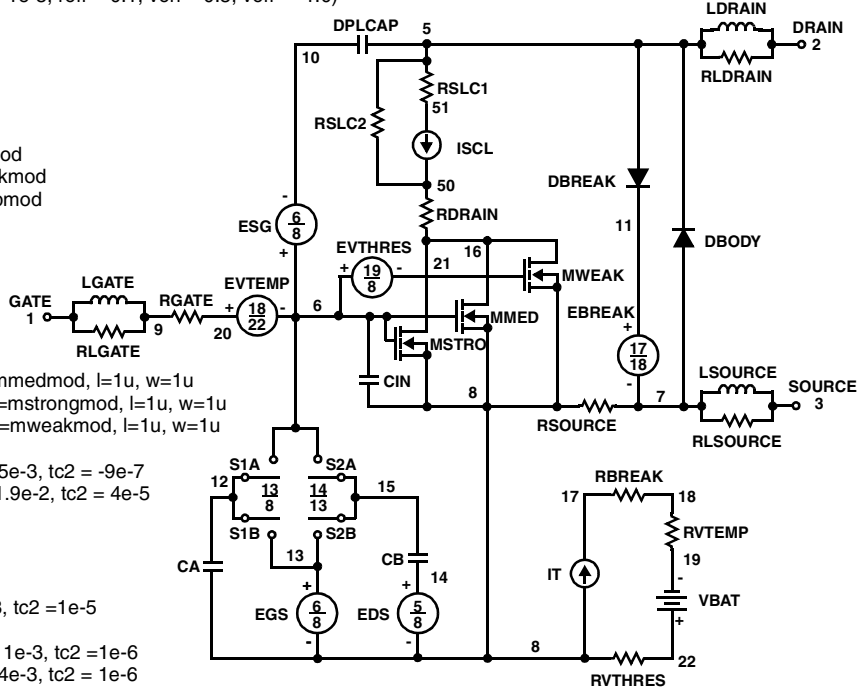 LDRAIN
DPLCAP
5
DRAIN
2
10
RLDRAIN
RSLC1
51
RSLC2
ISCL
od
kmod
omod
50
DBREAK
RDRAIN
-
ESG
6
8
+
11
DBODY
EVTHRES
16
21
+
19
8
-
MWEAK
LGATE
EVTEMP
GATE
1
RGATE
+
18
22
-
6
MMED
EBREAK
+
9
20
MSTRO
17
18
RLGATE
-
LSOURCE
nmedmod, l=1u, w=1u
CIN
8
7
SOURCE
3
=mstrongmod, l=1u, w=1u
=mweakmod, l=1u, w=1u
RSOURCE
RLSOURCE
5e-3, tc2 = -9e-7
S1A
S2A
RBREAK
1.9e-2, tc2 = 4e-5
12
13
8
14
13
15
17
18
S1B
S2B
RVTEMP
13
CB
19
CA
IT
-
14
+
+
VBAT
3, tc2 =1e-5
EGS
6
8
EDS
5
8
+
-
-
1e-3, tc2 =1e-6
8
22
4e-3, tc2 = 1e-6
RVTHRES